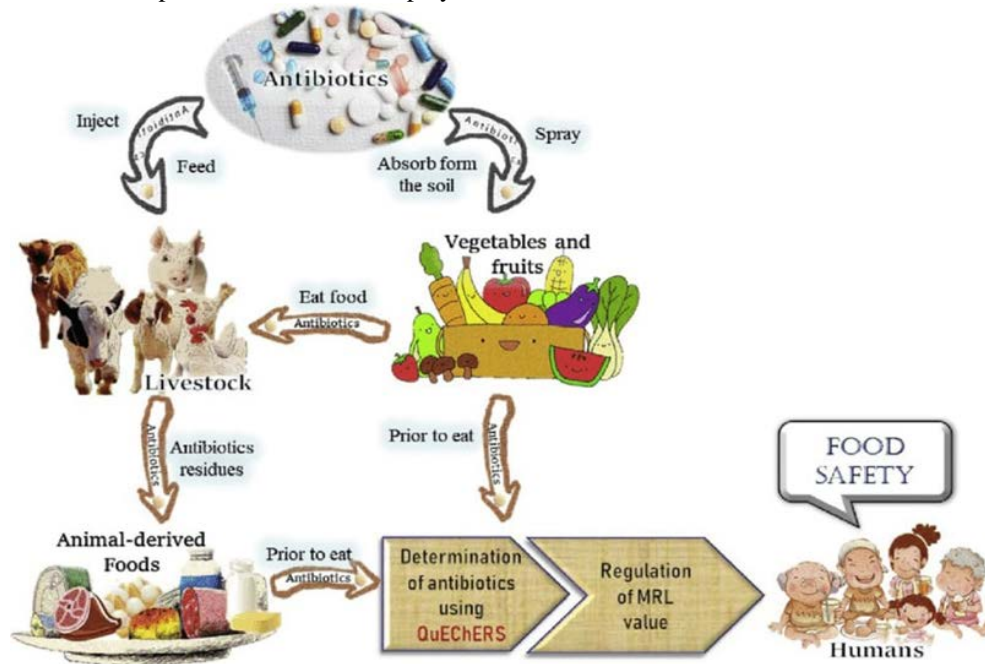 Antibiotics
Inject
Feed
Spray
Absorb form
the soil
Vegetables and
fruits
Eat food
Antibiotics
Livestock
Antibiotics
Antibiotics
residues
Prior to eat
Antibiotics
FOOD
SAFETY
Animal-derived
Foods
Prior to eat
Antibiotics
Determination
of antibiotics
using
QuEChERS
Regulation
of MRL
value
Humans